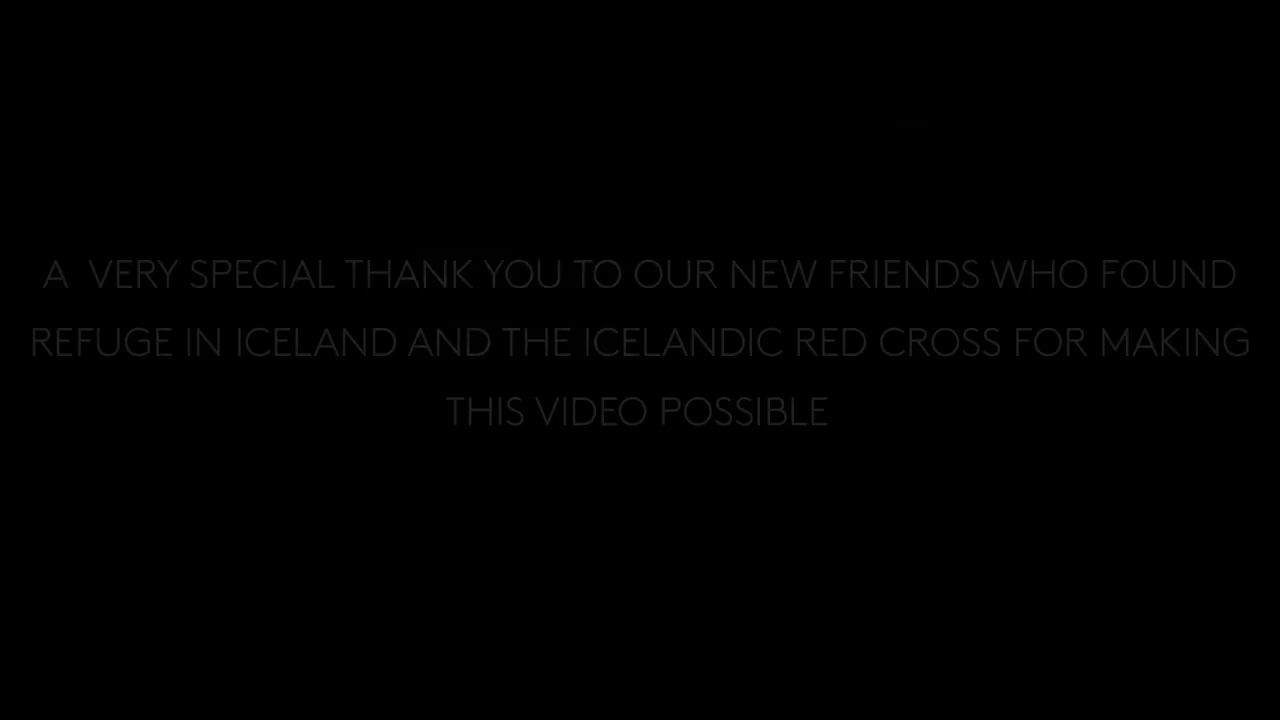 A  VERY SPECIAL THANK YOU TO OUR NEW FRIENDS WHO FOUND
REFUGE IN ICELAND AND THE ICELANDIC RED CROSS FOR MAKING
THIS VIDEO POSSIBLE